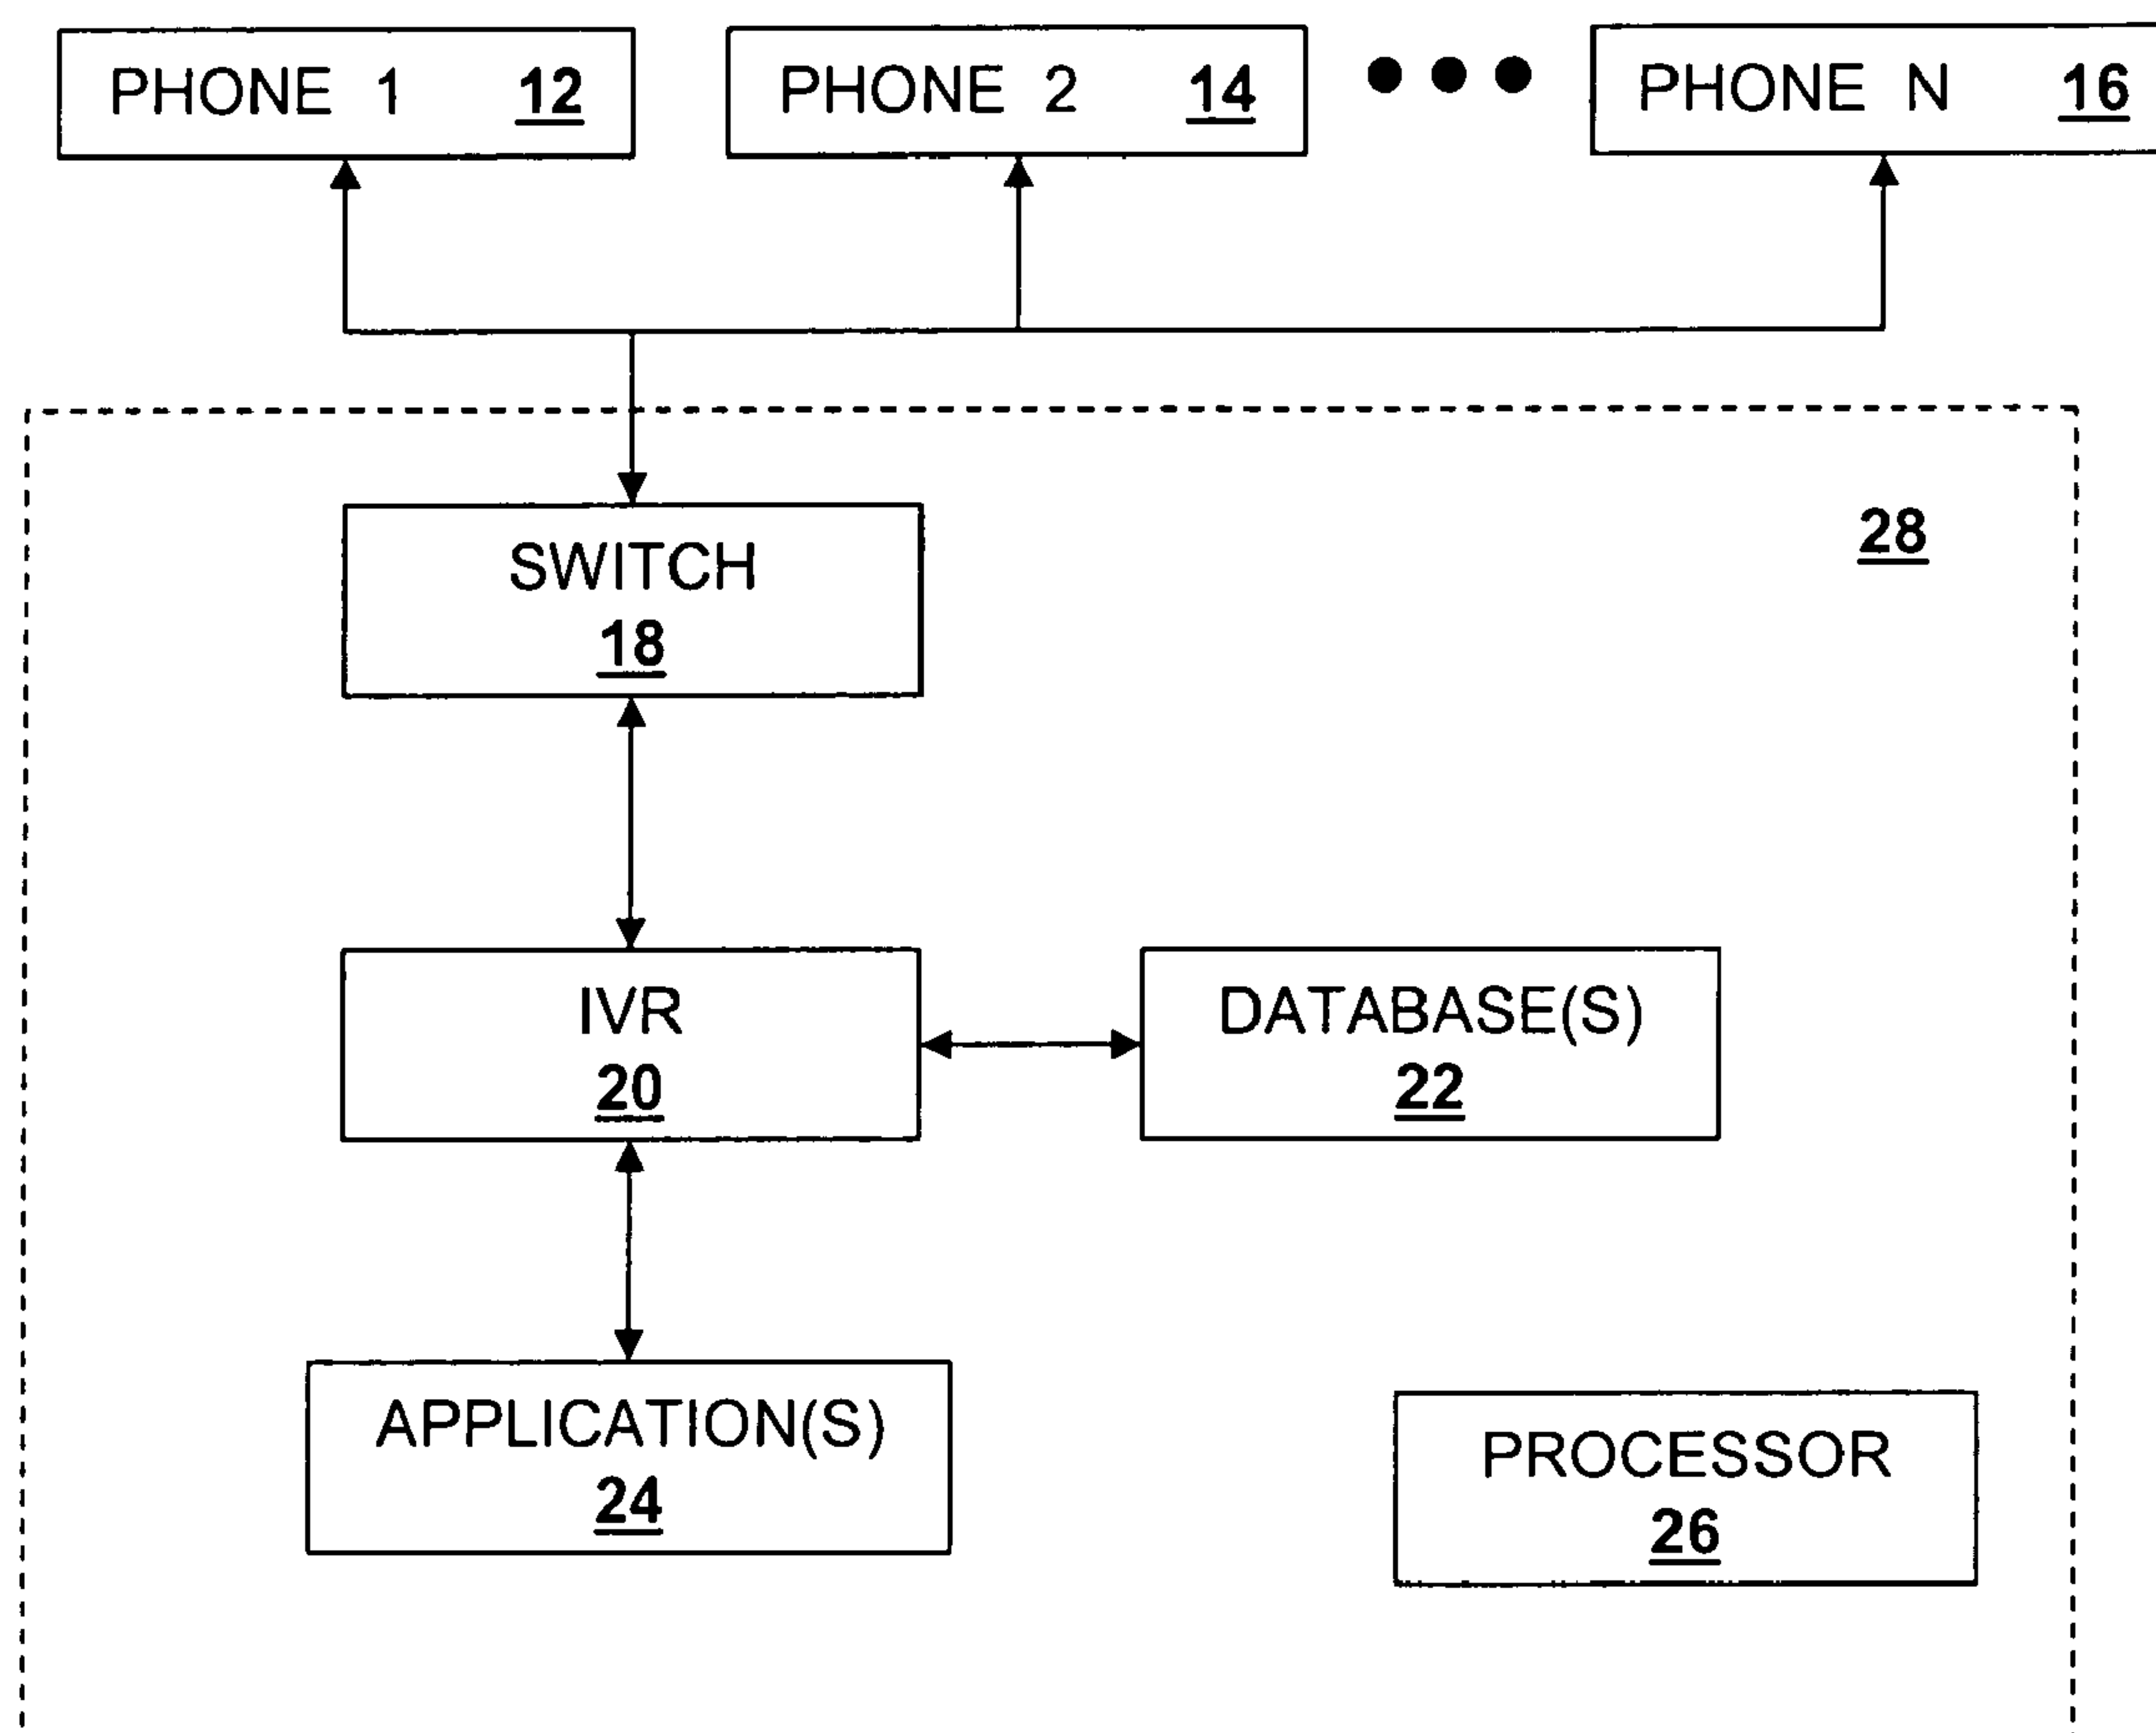 PHONE 1 12
PHONE 2 14
PHONE N 16
28
SWITCH
18
IVR
20
DATABASE(S)
22
APPLICATION(S)
24
PROCESSOR
26